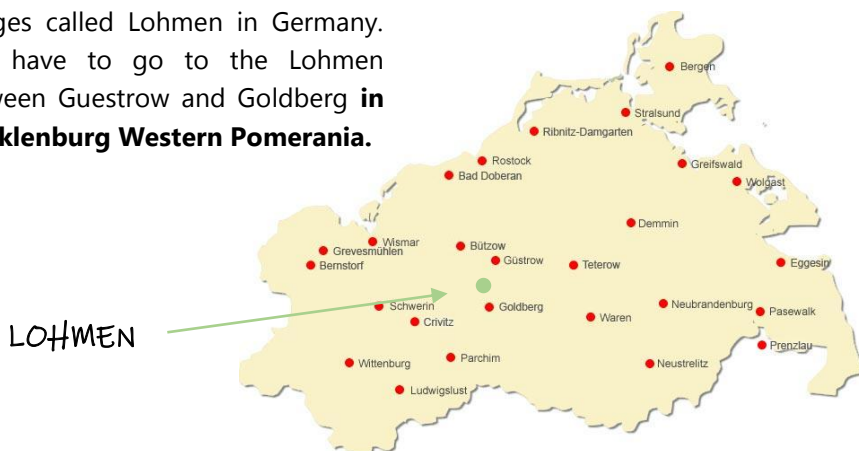 ges called Lohmen in Germany.
have to go to the Lohmen
ween Guestrow and Goldberg in
klenburg Western Pomerania.
Bergen
Stralsund
Ribnitz-Damgarten
Rostock
Greifswald
Bad Doberan
Wolgast
Demmin
Wismar
Bützow
Grevesmühlen
Güstrow
Bernstorf
Teterow
Eggesin
Schwerin
Goldberg
Neubrandenburg
Pasewalk
Crivitz
Waren
LOHMEN
Prenzlau
Parchim
Wittenburg
Neustrelitz
Ludwigslust